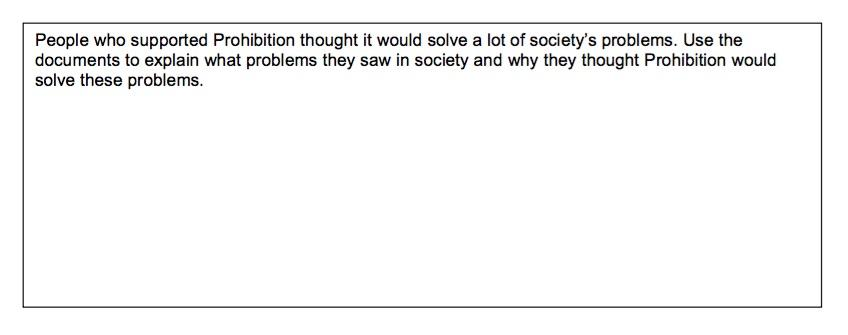 People who supported Prohibition thought it would solve a lot of society’s problems. Use the
documents to explain what problems they saw in society and why they thought Prohibition would
solve these problems.